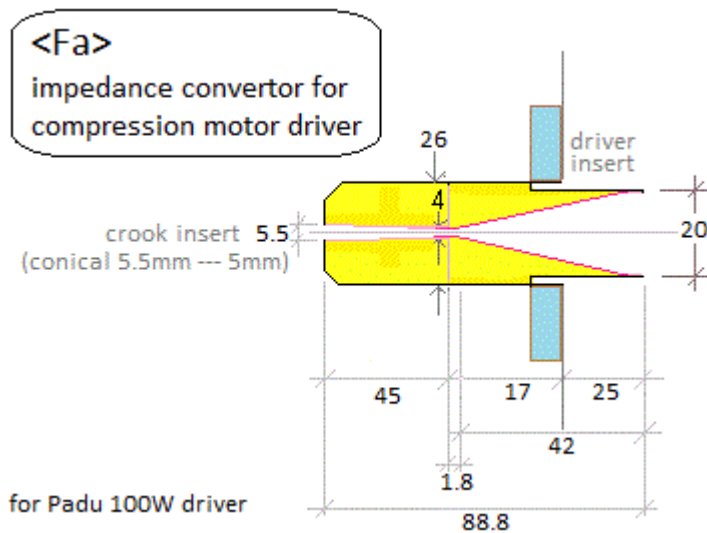 <Fa>
impedance convertor for
compression motor driver
26
driver
insert
4
crook insert 5.5
(conical 5.5mm --- 5mm)
20
45
17
25
42
1.8
for Padu 100W driver
88.8